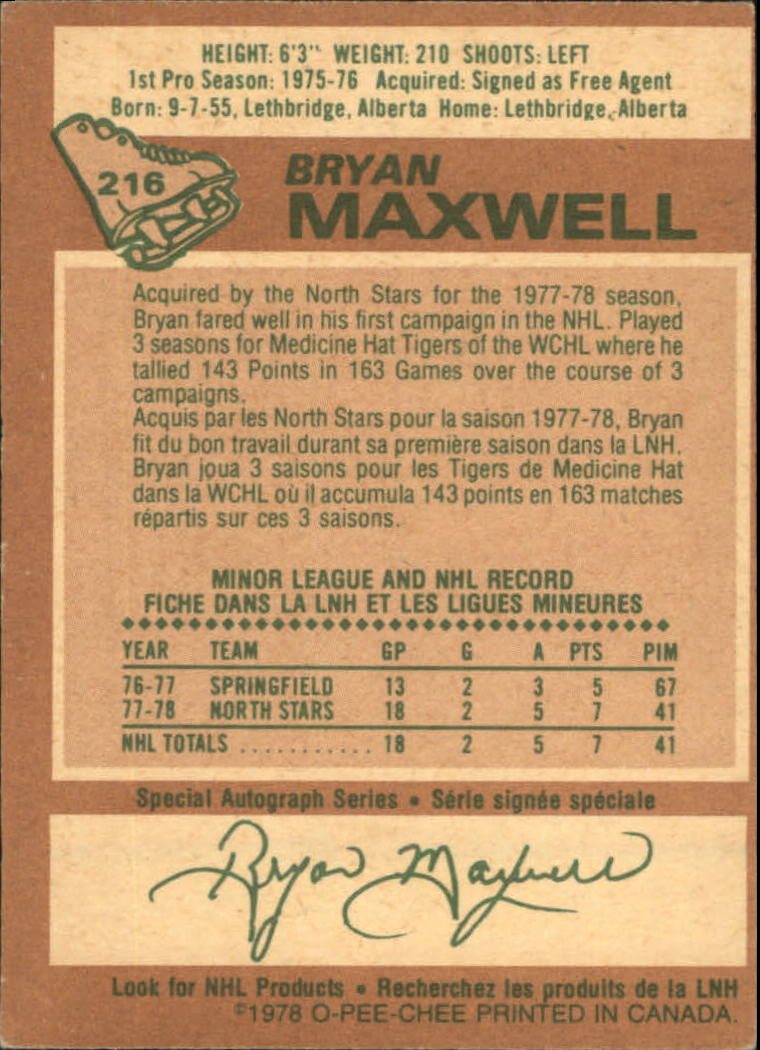 HEIGHT: 6'3" WEIGHT: 210 SHOOTS: LEFT
1st Pro Season: 1975-76 Acquired: Signed as Free Agent
Born: 9-7-55, Lethbridge, Alberta Home: Lethbridge, Alberta
216
BRYAN
MAXWELL
Acquired by the North Stars for the 1977-78 season,
Bryan fared well in his first campaign in the NHL. Played
3 seasons for Medicine Hat Tigers of the WCHL where he
tallied 143 Points in 163 Games over the course of 3
campaigns.
Acquis par les North Stars pour la saison 1977-78, Bryan
fit du bon travail durant sa première saison dans la LNH.
Bryan joua 3 saisons pour les Tigers de Medicine Hat
dans la WCHL où il accumula 143 points en 163 matches
répartis sur ces 3 saisons.
MINOR LEAGUE AND NHL RECORD
FICHE DANS LA LNH ET LES LIGUES MINEURES
YEAR TEAM GP G A PTS PIM
76-77 SPRINGFIELD 13 2 3 5 67
77-78 NORTH STARS 18 2 5 7 41
NHL TOTALS ........... 18 2 5 7 41
Special Autograph Series • Série signée spéciale
Bryan Maxwell
Look for NHL Products • Recherchez les produits de la LNH
©1978 O-PEE-CHEE PRINTED IN CANADA.